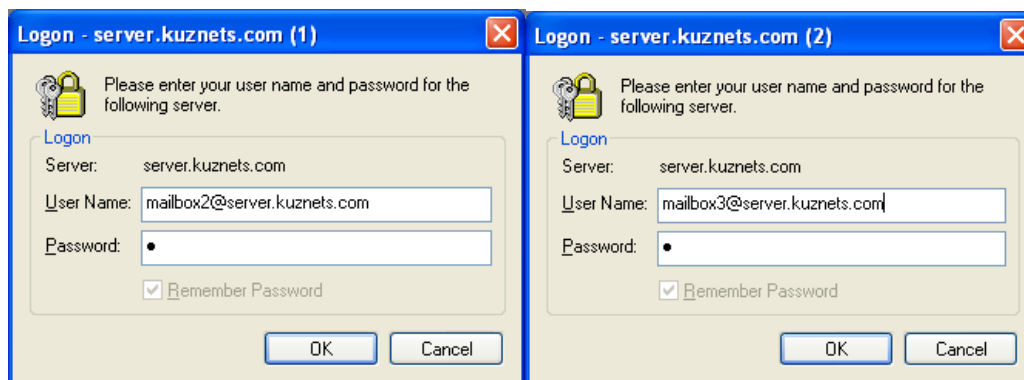 Logon - server.kuznets.com (1)
Please enter your user name and password for the
following server.
Logon
Server: server.kuznets.com
User Name: mailbox2@server.kuznets.com
Password: •
Remember Password
OK Cancel
Logon - server.kuznets.com (2)
Please enter your user name and password for the
following server.
Logon
Server: server.kuznets.com
User Name: mailbox3@server.kuznets.com
Password: •
Remember Password
OK Cancel